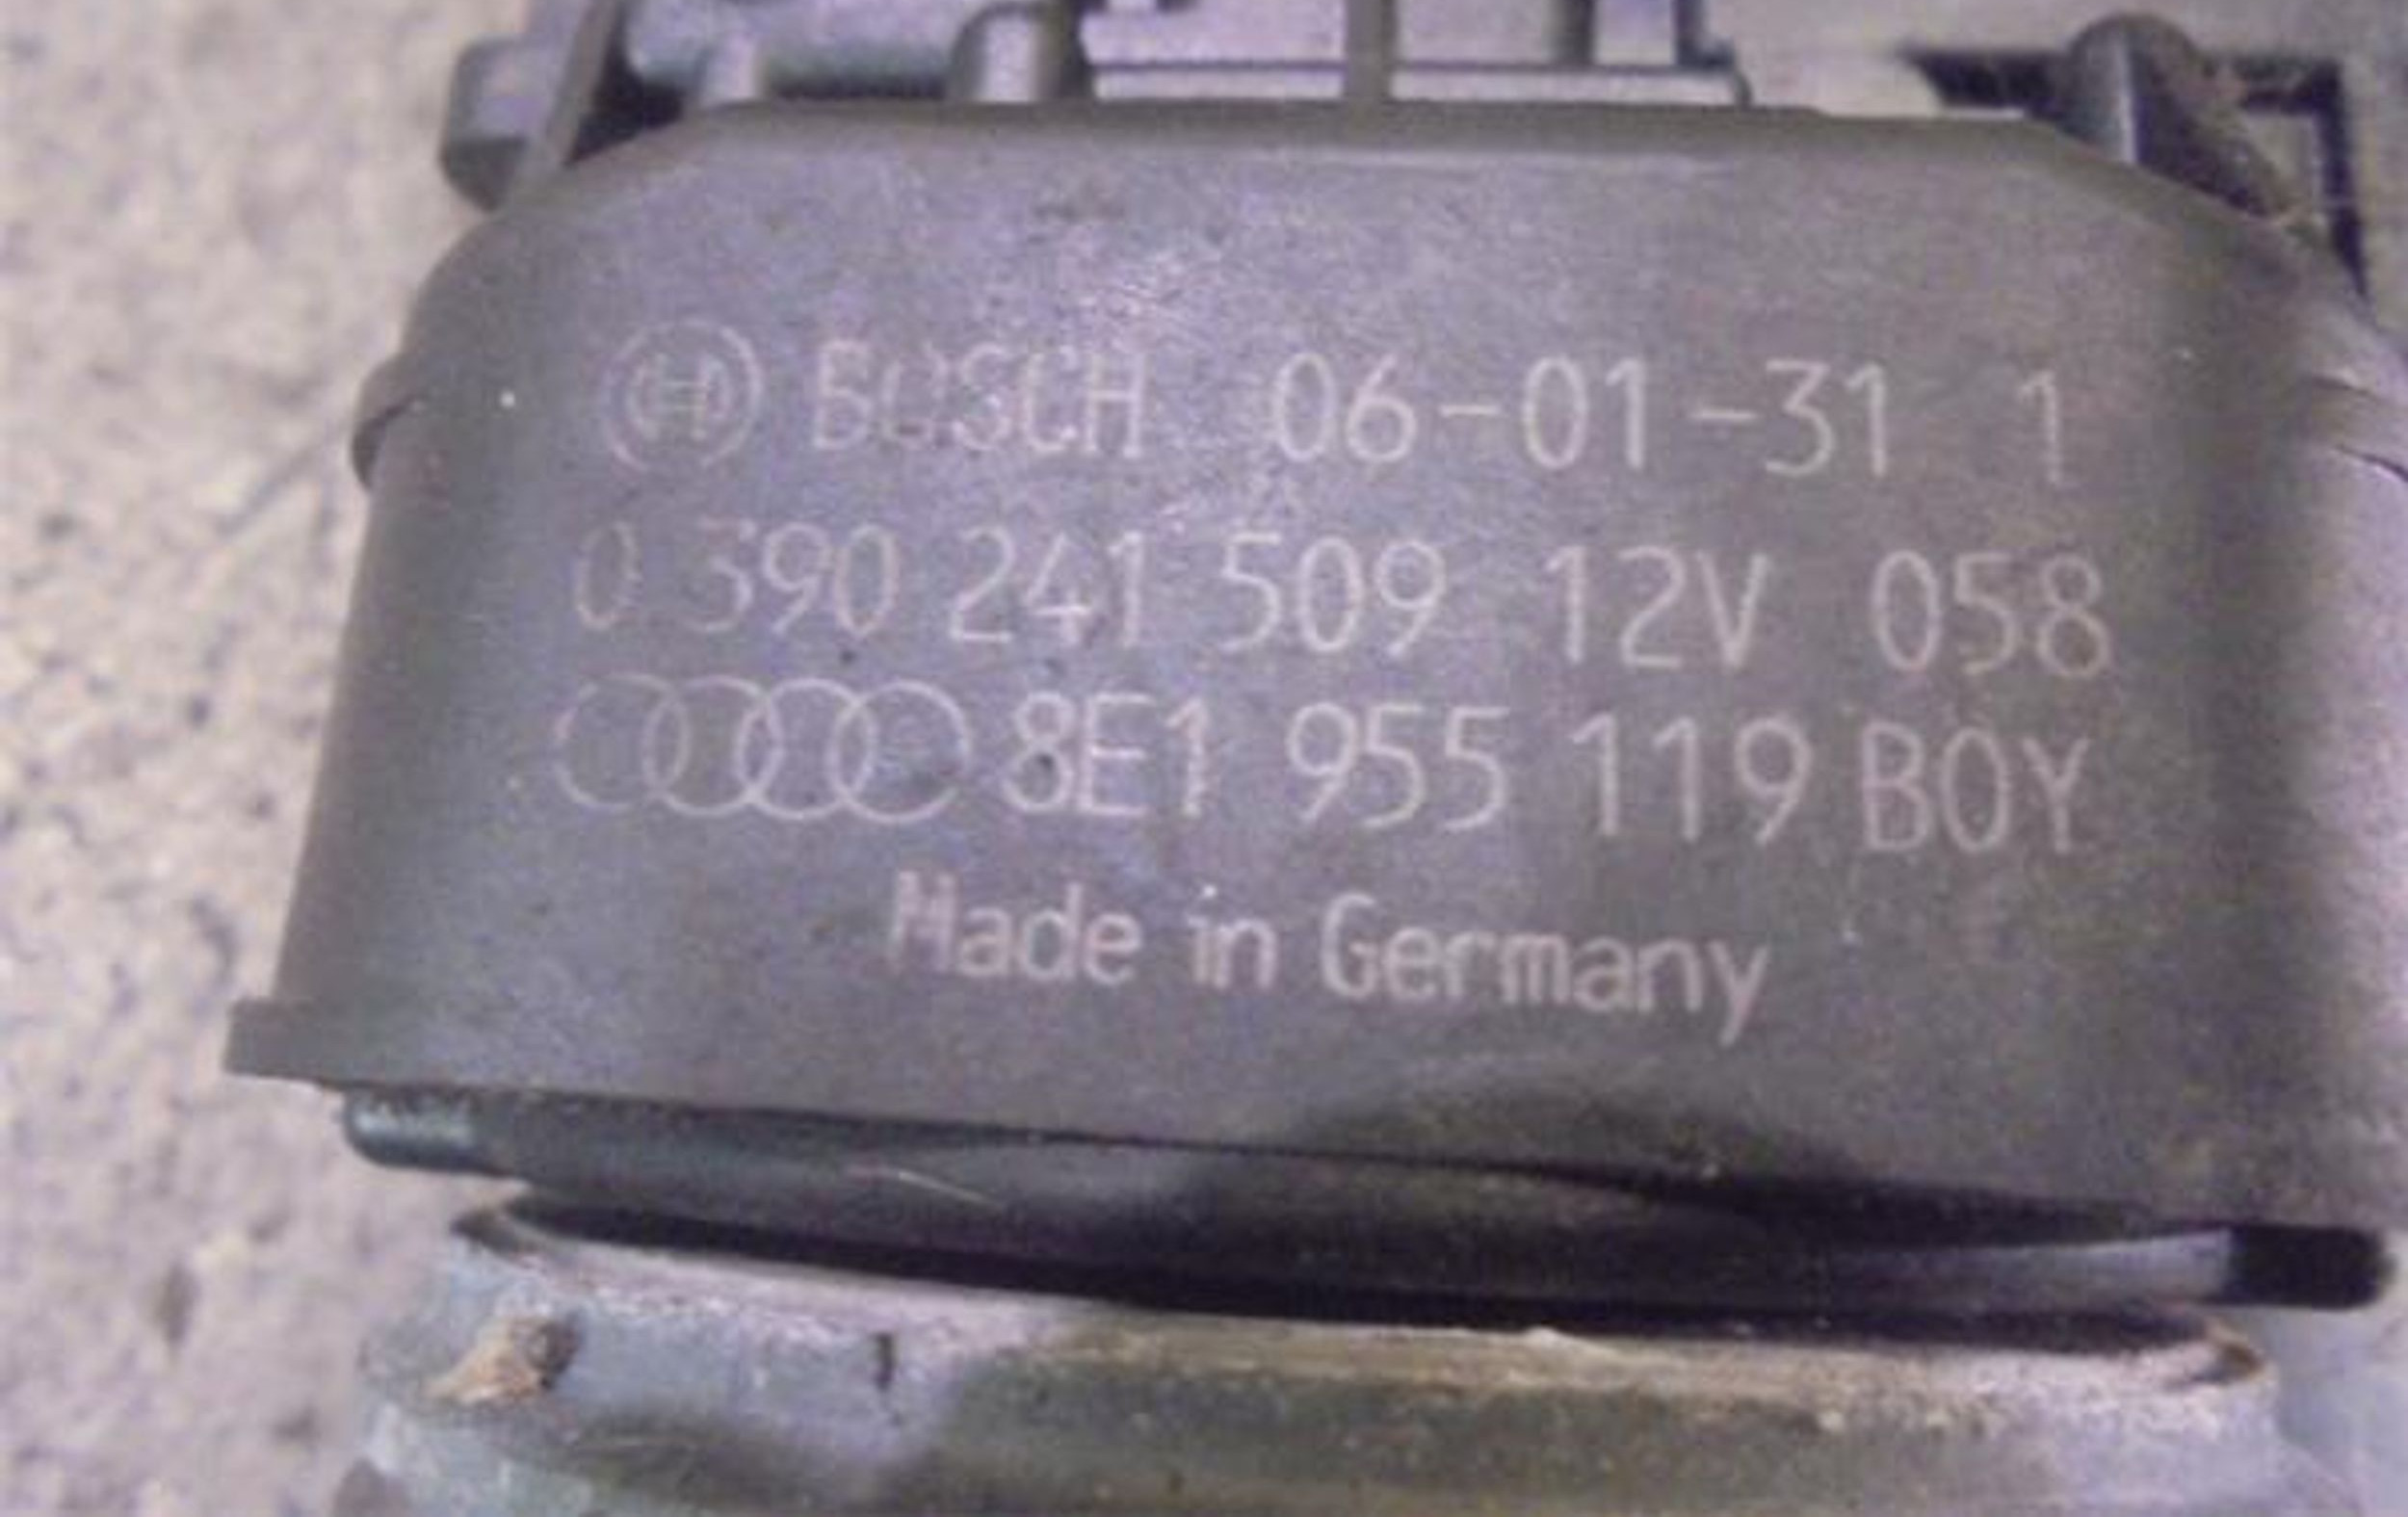 BOSCH 06-01-31 1
0 390 241 509 12V 058
8E1 955 119 B0Y
Made in Germany